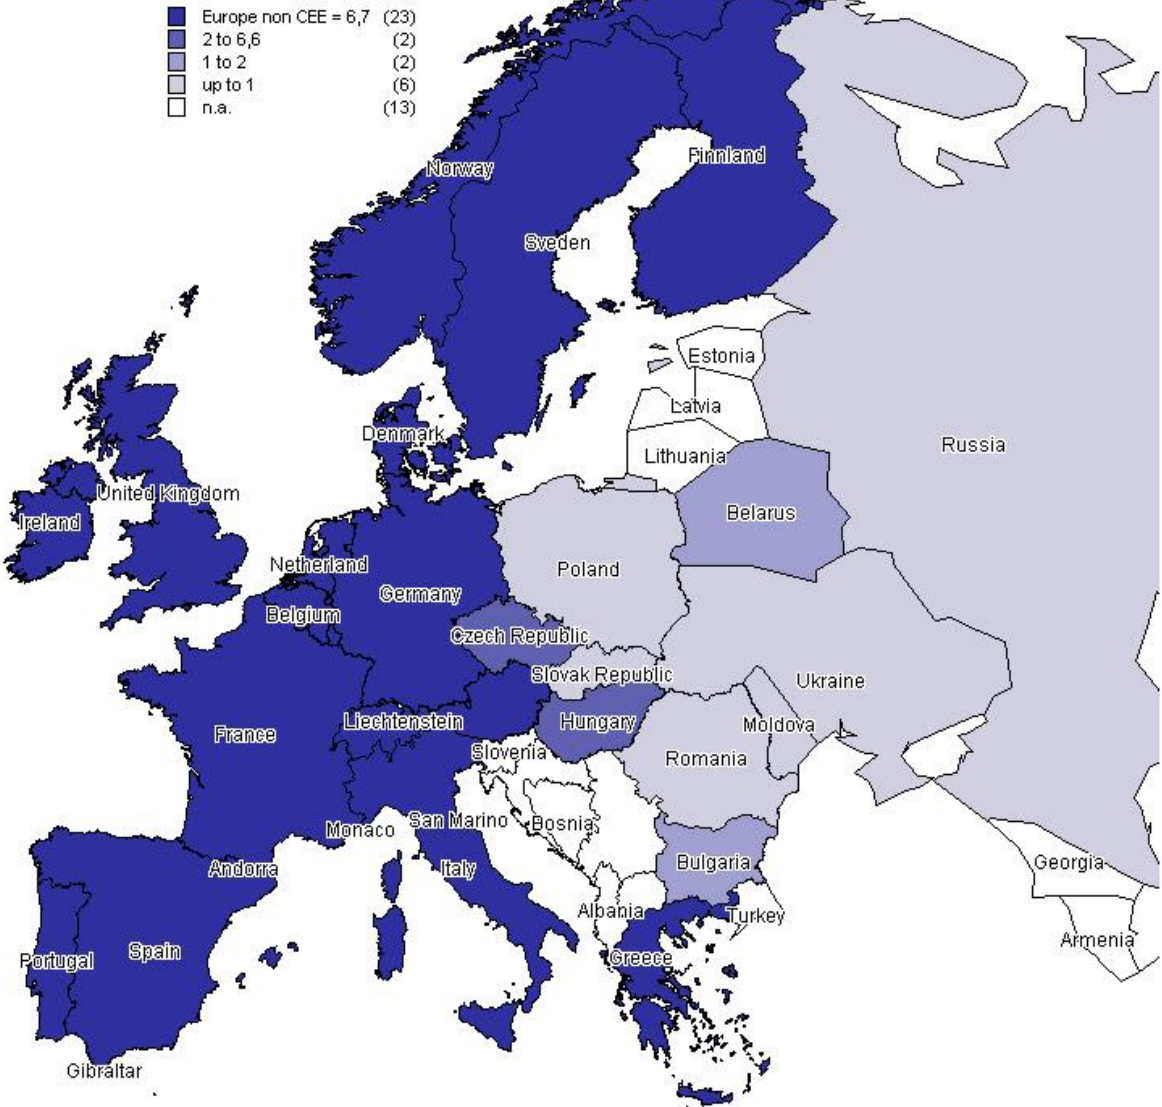 Europe non CEE = 6,7 (23)
2 to 6,6 (2)
1 to 2 (2)
up to 1 (6)
n.a. (13)
Finnland
Norway
Sveden
Estonia
Latvia
Denmark
Russia
Lithuania
United Kingdom
Belarus
Ireland
Netherland
Poland
Germany
Belgium
Czech Republic
Slovak Republic
Ukraine
Liechtenstein
Hungary
Moldova
France
Slovenia
Romania
San Marino
Bosnia
Monaco
Georgia
Bulgaria
Andorra
Italy
Albania
Turkey
Armenia
Spain
Greece
Portugal
Gibraltar